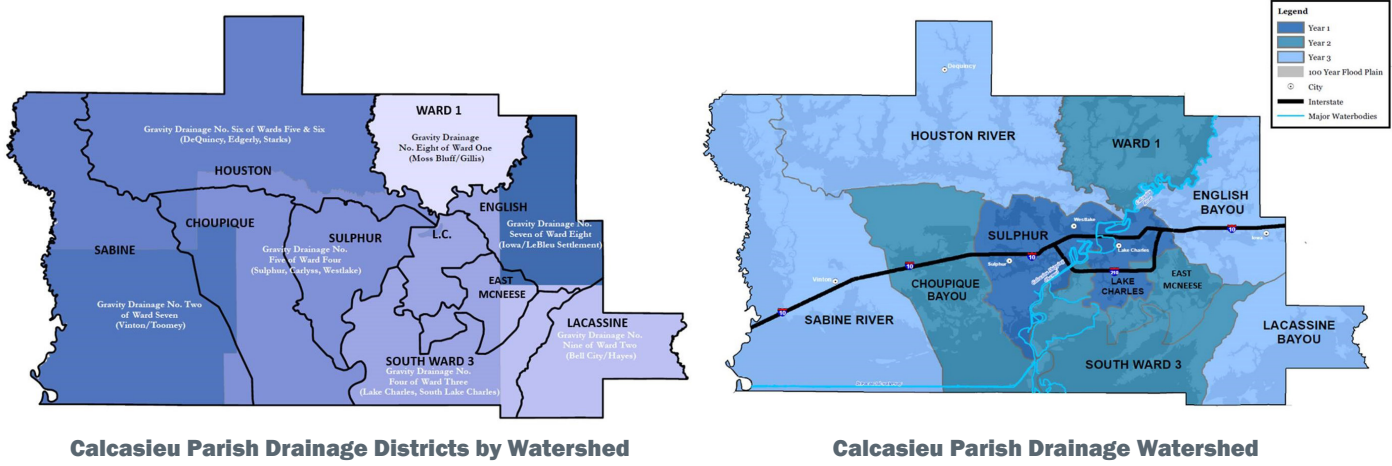 WARD 1
Gravity Drainage
No. Eight of Ward One
(Moss Bluff/Gillis)
Gravity Drainage No. Six of Wards Five & Six
(DeQuincy, Edgerly, Starks)
HOUSTON
ENGLISH
CHOUPIQUE
Gravity Drainage No.
Seven of Ward Eight
(Iowa/LeBleu Settlement)
SULPHUR
L.C.
SABINE
Gravity Drainage No.
Five of Ward Four
(Sulphur, Carlyss, Westlake)
EAST
MCNEESE
Gravity Drainage No. Two
of Ward Seven
(Vinton/Toomey)
LACASSINE
Gravity Drainage No.
Nine of Ward Two
(Bell City/Hayes)
SOUTH WARD 3
Gravity Drainage No.
Four of Ward Three
(Lake Charles, South Lake Charles)
Calcasieu Parish Drainage Districts by Watershed
Legend
Year 1
Year 2
Year 3
100 Year Flood Plain
City
Interstate
Major Waterbodies
Dequincy
HOUSTON RIVER
WARD 1
ENGLISH
BAYOU
Westlake
SULPHUR
10
Iowa
Lake Charles
10
Sulphur
10
210
EAST
MCNEESE
LAKE
CHARLES
Vinton
CHOUPIQUE
BAYOU
10
SABINE RIVER
LACASSINE
BAYOU
SOUTH WARD 3
Calcasieu Parish Drainage Watershed